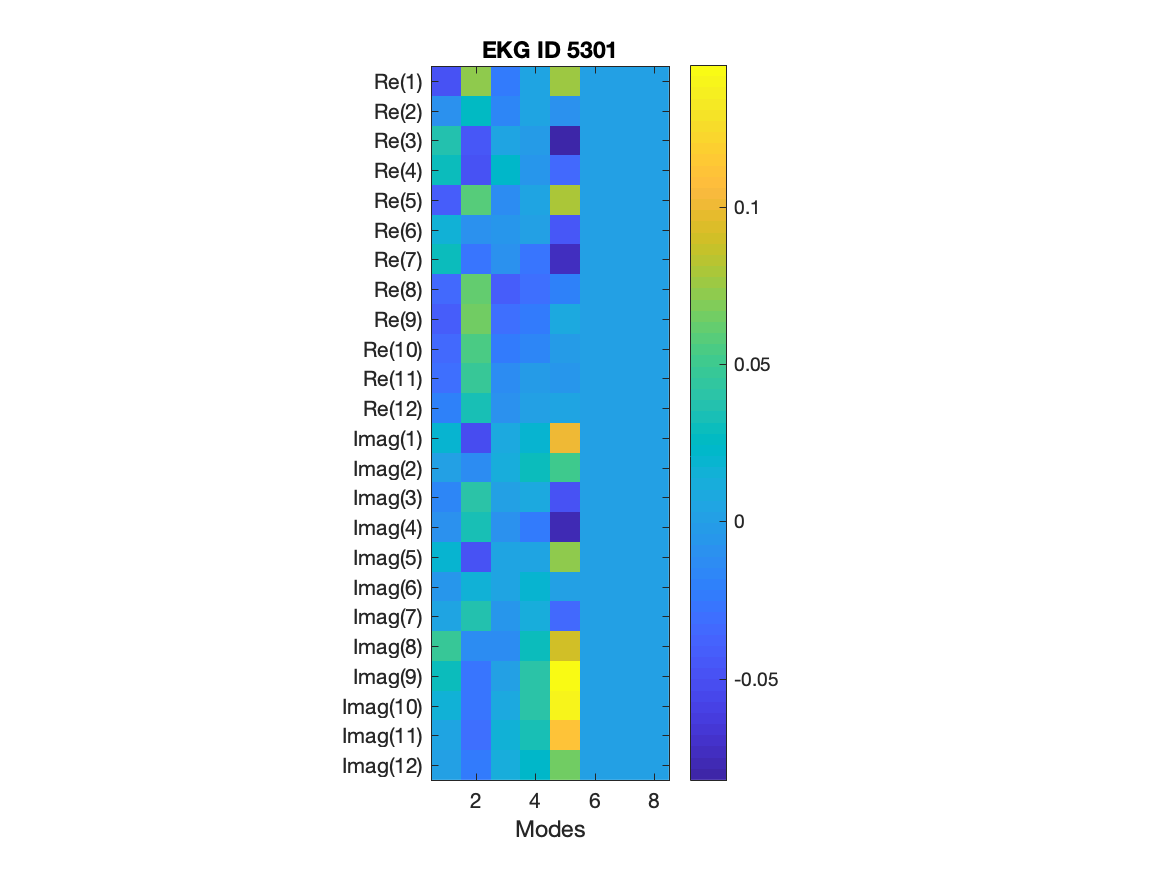 EKG ID 5301
Re(1)
Re(2)
Re(3)
Re(4)
Re(5)
Re(6)
Re(7)
Re(8)
Re(9)
Re(10)
Re(11)
Re(12)
Imag(1)
Imag(2)
Imag(3)
Imag(4)
Imag(5)
Imag(6)
Imag(7)
Imag(8)
Imag(9)
Imag(10)
Imag(11)
Imag(12)
2 4 6 8
Modes
0.1
0.05
0
-0.05